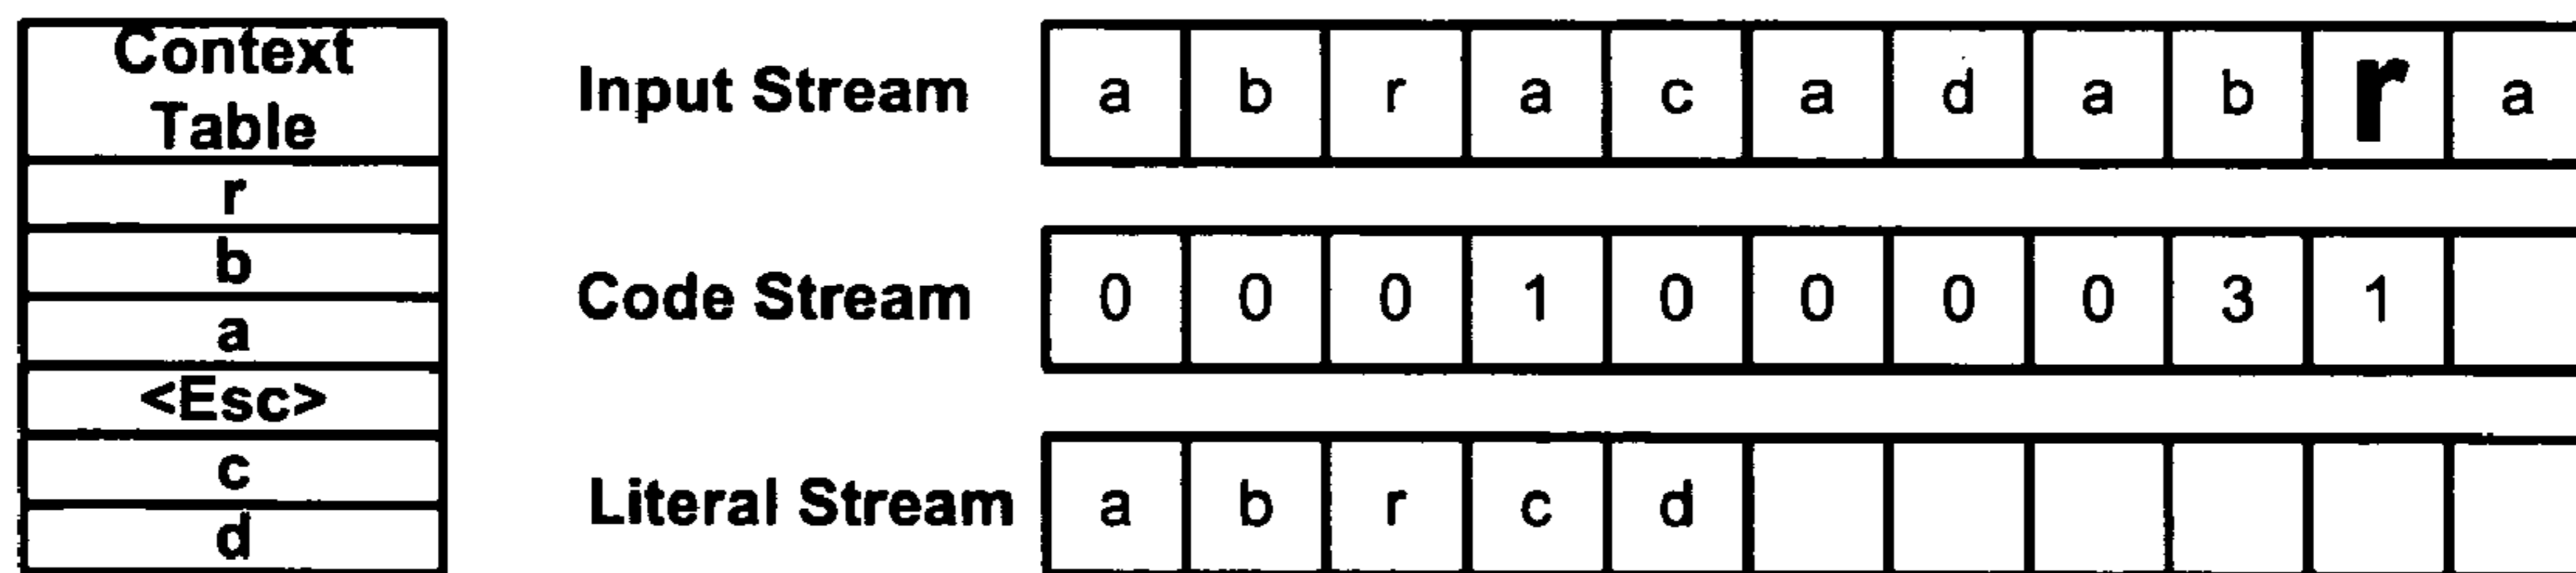 Context
Table
r
b
a
<Esc>
c
d
Input Stream a b r a c a d a b r a
Code Stream 0 0 0 1 0 0 0 0 3 1
Literal Stream a b r c d